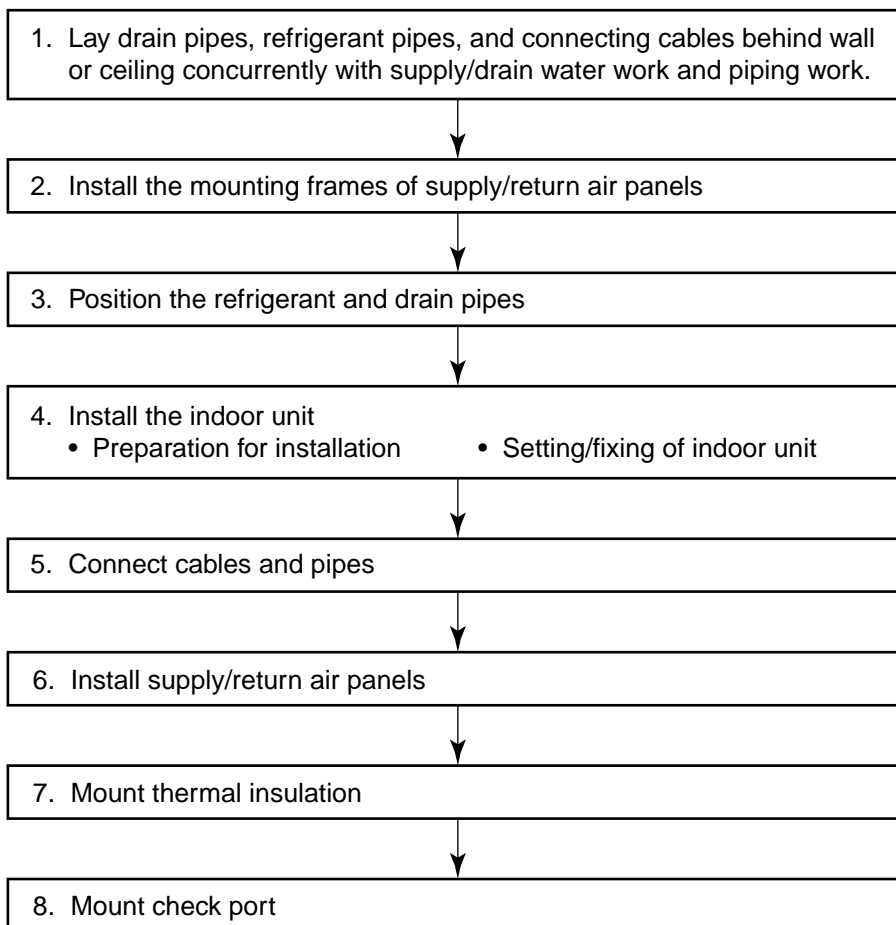 1. Lay drain pipes, refrigerant pipes, and connecting cables behind wall
or ceiling concurrently with supply/drain water work and piping work.
2. Install the mounting frames of supply/return air panels
3. Position the refrigerant and drain pipes
4. Install the indoor unit
• Preparation for installation • Setting/fixing of indoor unit
5. Connect cables and pipes
6. Install supply/return air panels
7. Mount thermal insulation
8. Mount check port